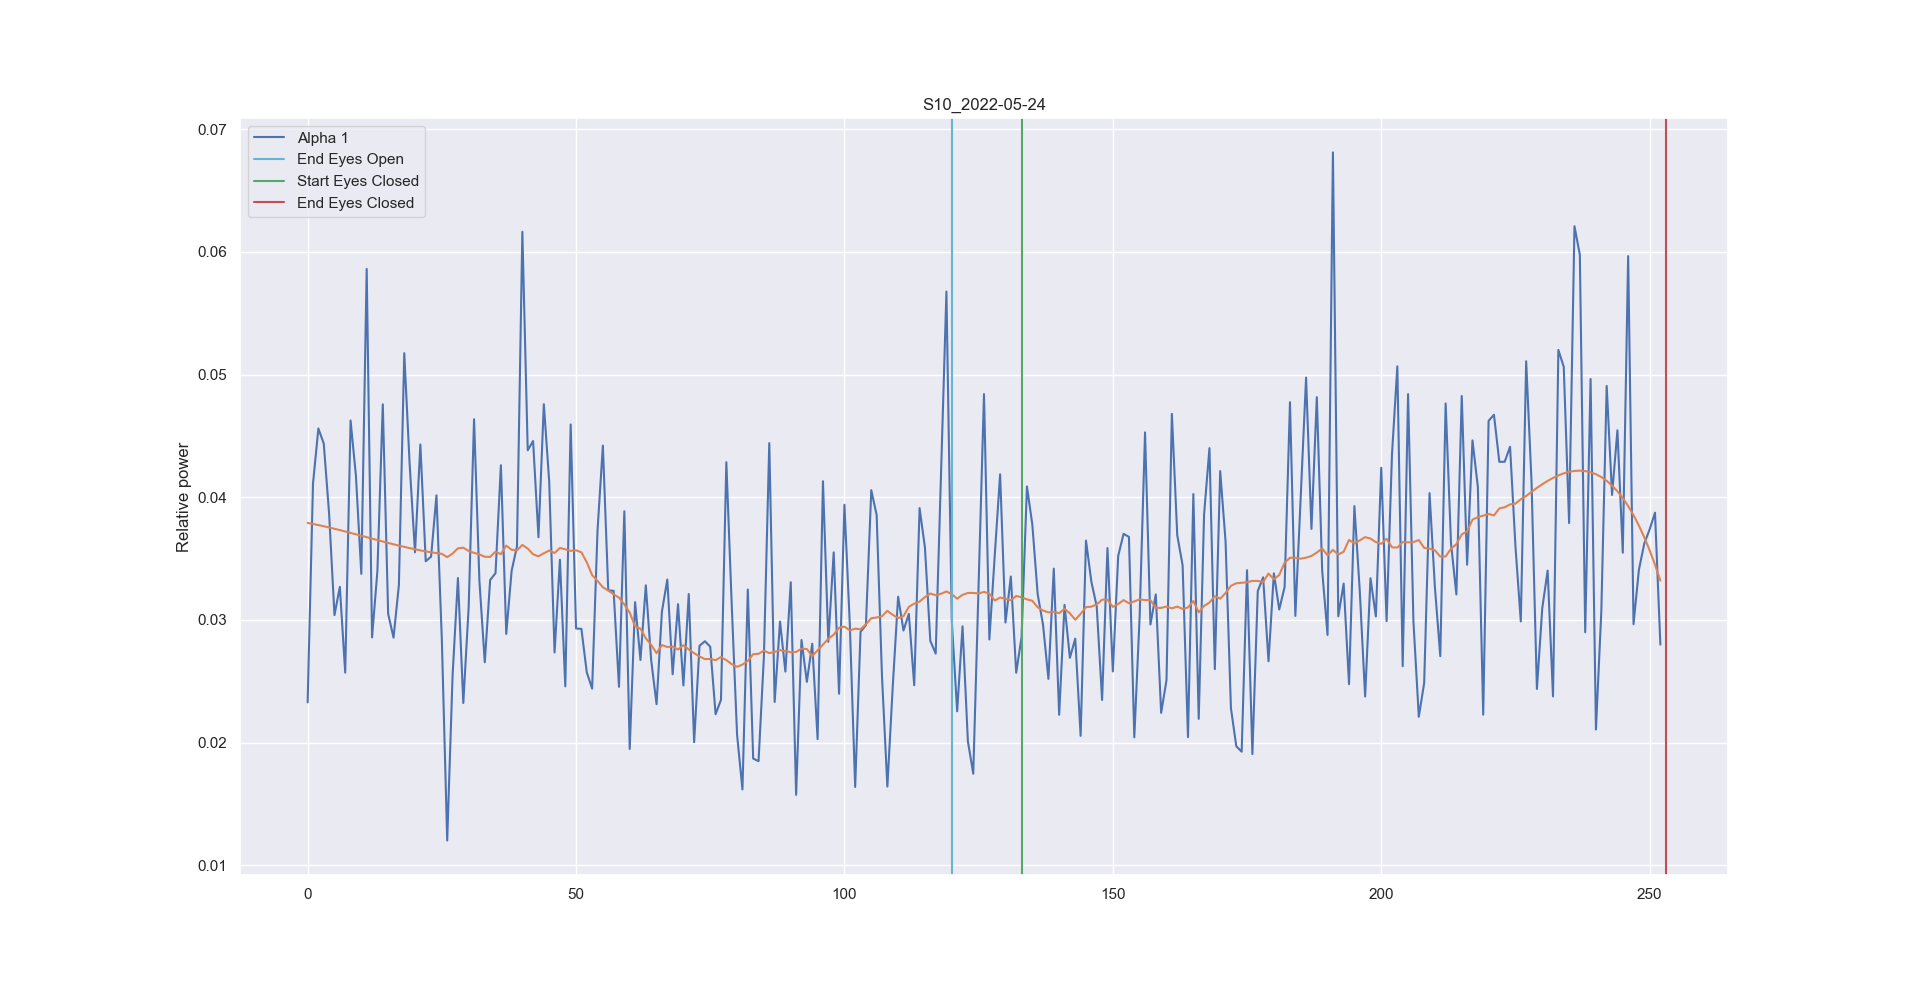 S10_2022-05-24
Alpha 1
End Eyes Open
Start Eyes Closed
End Eyes Closed
Relative power
0.07
0.06
0.05
0.04
0.03
0.02
0.01
0 50 100 150 200 250